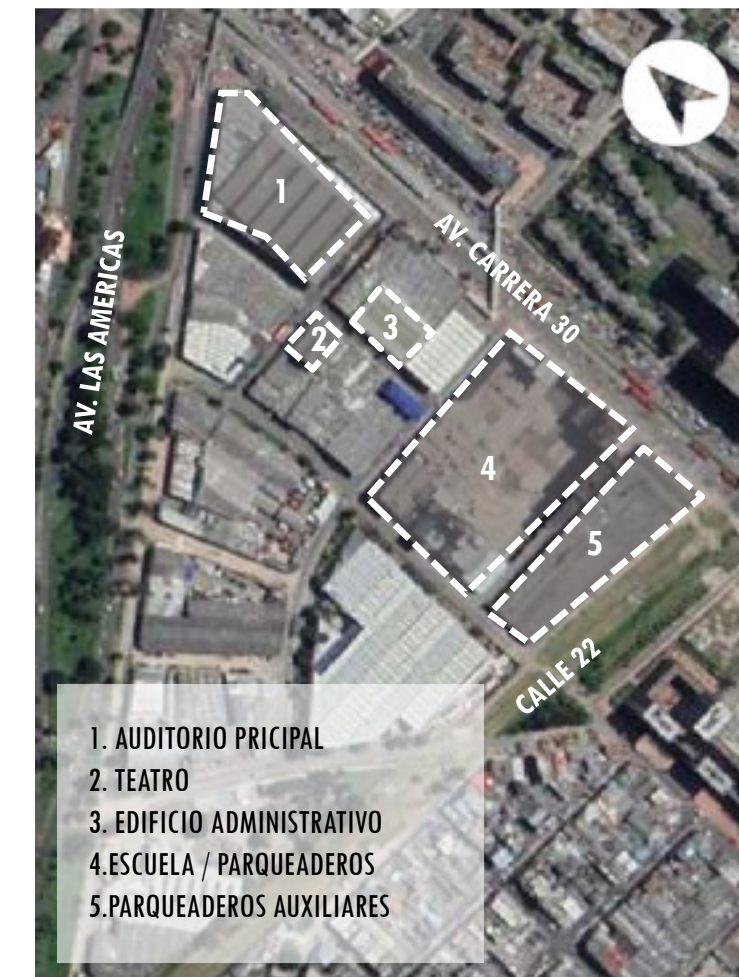 1
AV. CARRERA 30
AV. LAS AMERICAS
2
3
4
5
CALLE 22
1. AUDITORIO PRICIPAL
2. TEATRO
3. EDIFICIO ADMINISTRATIVO
4.ESCUELA / PARQUEADEROS
5.PARQUEADEROS AUXILIARES